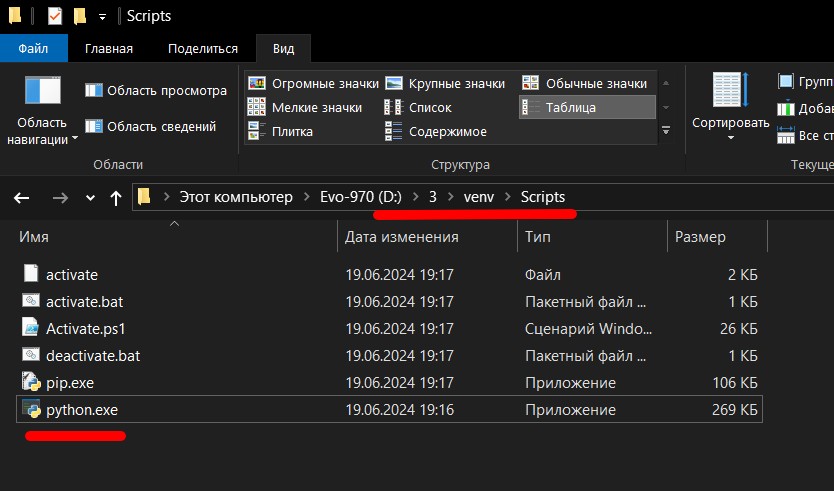 Scripts
Файл Главная Поделиться Вид
Область навигации
Область просмотра
Область сведений
Области
Огромные значки Крупные значки Обычные значки
Мелкие значки Список Таблица
Плитка Содержимое
Структура
Сортировать
Групп
Добав
Все ст
Текуще
Этот компьютер Evo-970 (D:) 3 venv Scripts
Имя Дата изменения Тип Размер
activate 19.06.2024 19:17 Файл 2 КБ
activate.bat 19.06.2024 19:17 Пакетный файл ... 1 КБ
Activate.ps1 19.06.2024 19:17 Сценарий Windo... 26 КБ
deactivate.bat 19.06.2024 19:17 Пакетный файл ... 1 КБ
pip.exe 19.06.2024 19:17 Приложение 106 КБ
python.exe 19.06.2024 19:16 Приложение 269 КБ